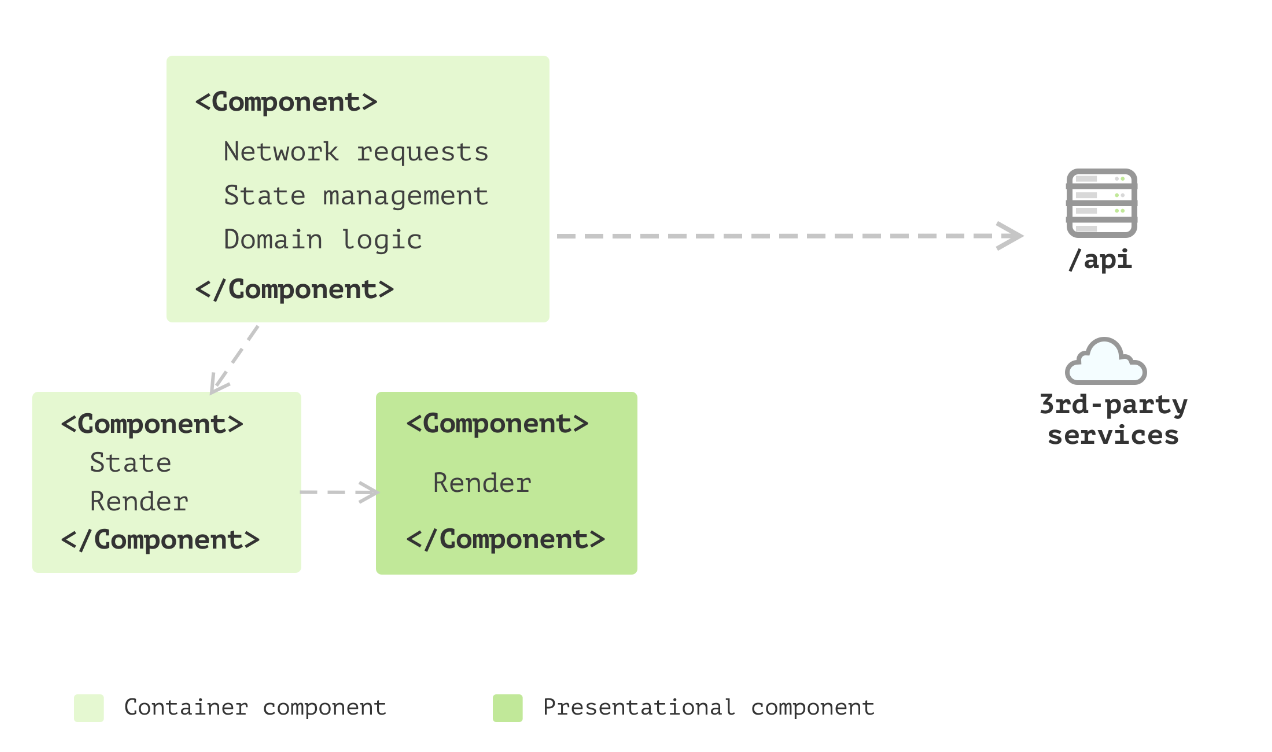 <Component>
Network requests
State management
Domain logic
</Component>
/api
3rd-party
services
<Component>
State
Render
</Component>
<Component>
Render
</Component>
Container component
Presentational component